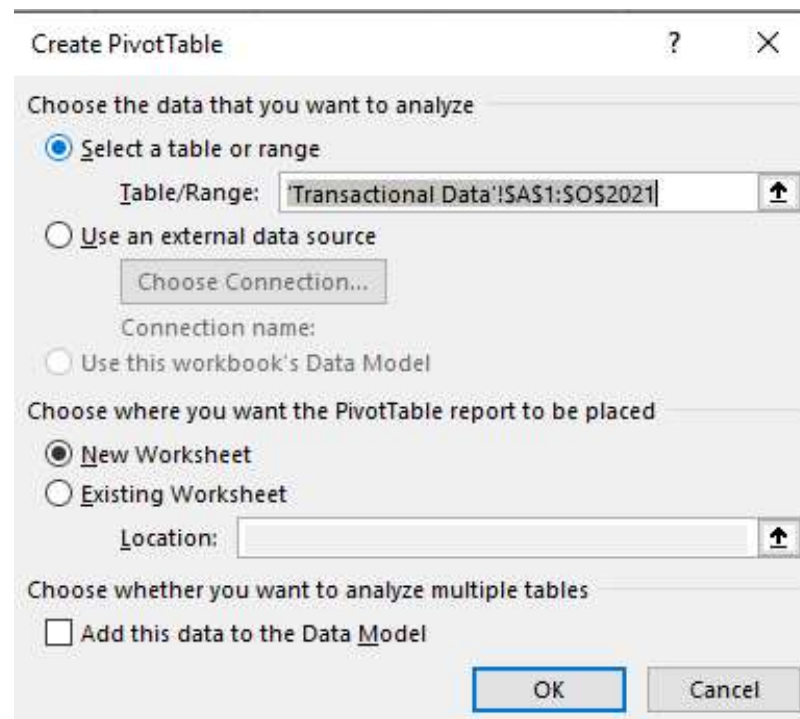 Create PivotTable ?
Choose the data that you want to analyze
Select a table or range
Table/Range: 'Transactional Data'!$A$1:$O$2021
Use an external data source
Choose Connection...
Connection name:
Use this workbook's Data Model
Choose where you want the PivotTable report to be placed
New Worksheet
Existing Worksheet
Location:
Choose whether you want to analyze multiple tables
Add this data to the Data Model
OK Cancel